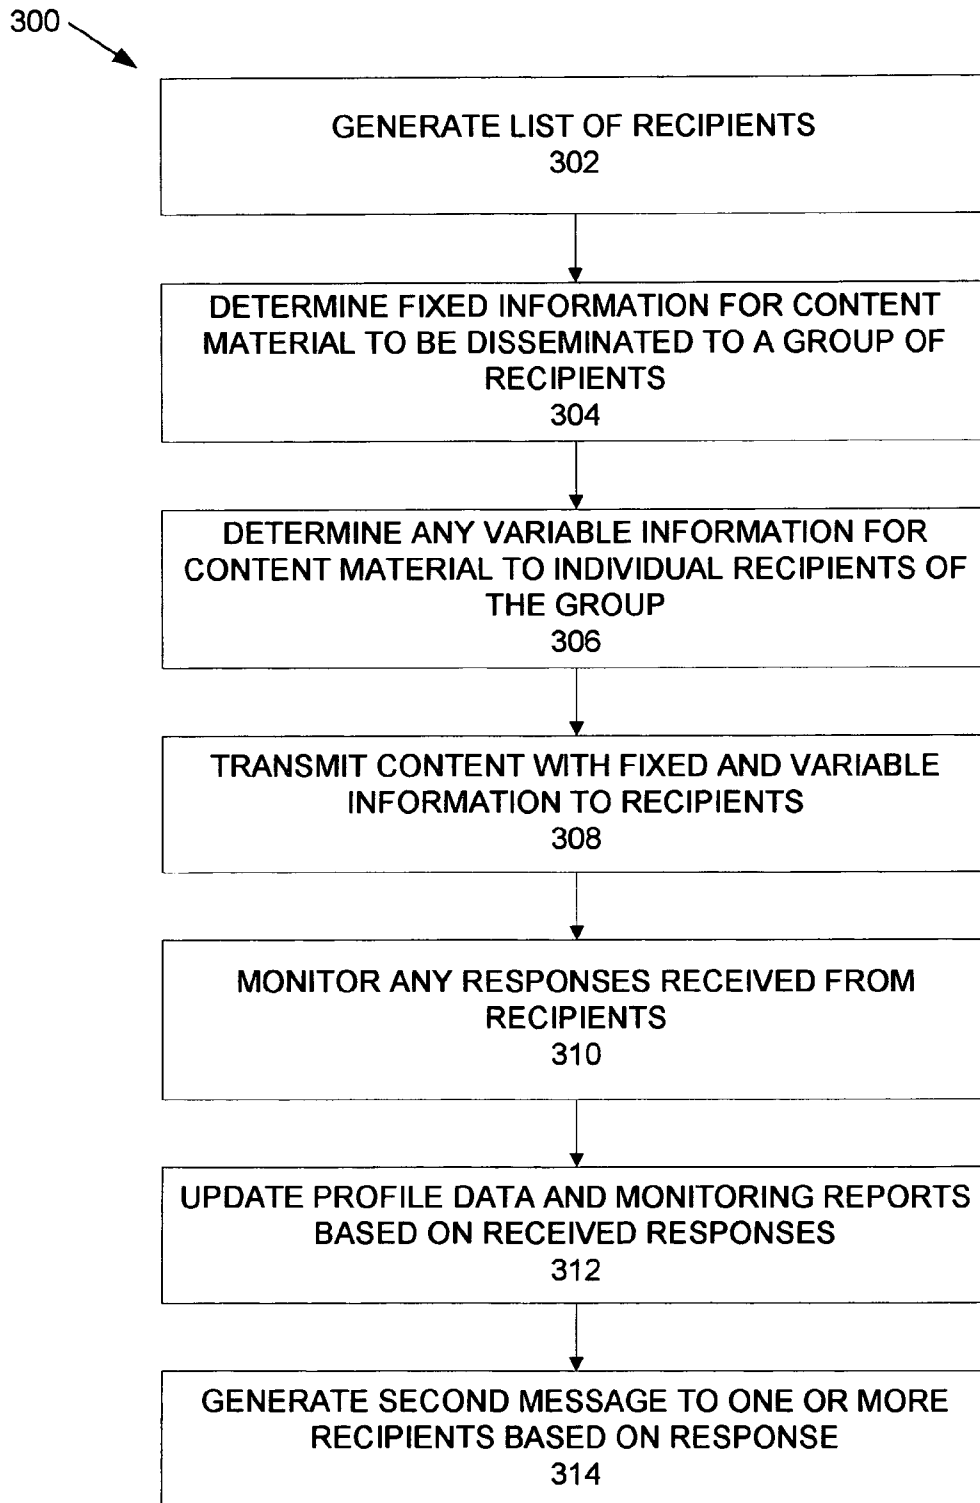 300
GENERATE LIST OF RECIPIENTS
302
DETERMINE FIXED INFORMATION FOR CONTENT
MATERIAL TO BE DISSEMINATED TO A GROUP OF
RECIPIENTS
304
DETERMINE ANY VARIABLE INFORMATION FOR
CONTENT MATERIAL TO INDIVIDUAL RECIPIENTS OF
THE GROUP
306
TRANSMIT CONTENT WITH FIXED AND VARIABLE
INFORMATION TO RECIPIENTS
308
MONITOR ANY RESPONSES RECEIVED FROM
RECIPIENTS
310
UPDATE PROFILE DATA AND MONITORING REPORTS
BASED ON RECEIVED RESPONSES
312
GENERATE SECOND MESSAGE TO ONE OR MORE
RECIPIENTS BASED ON RESPONSE
314